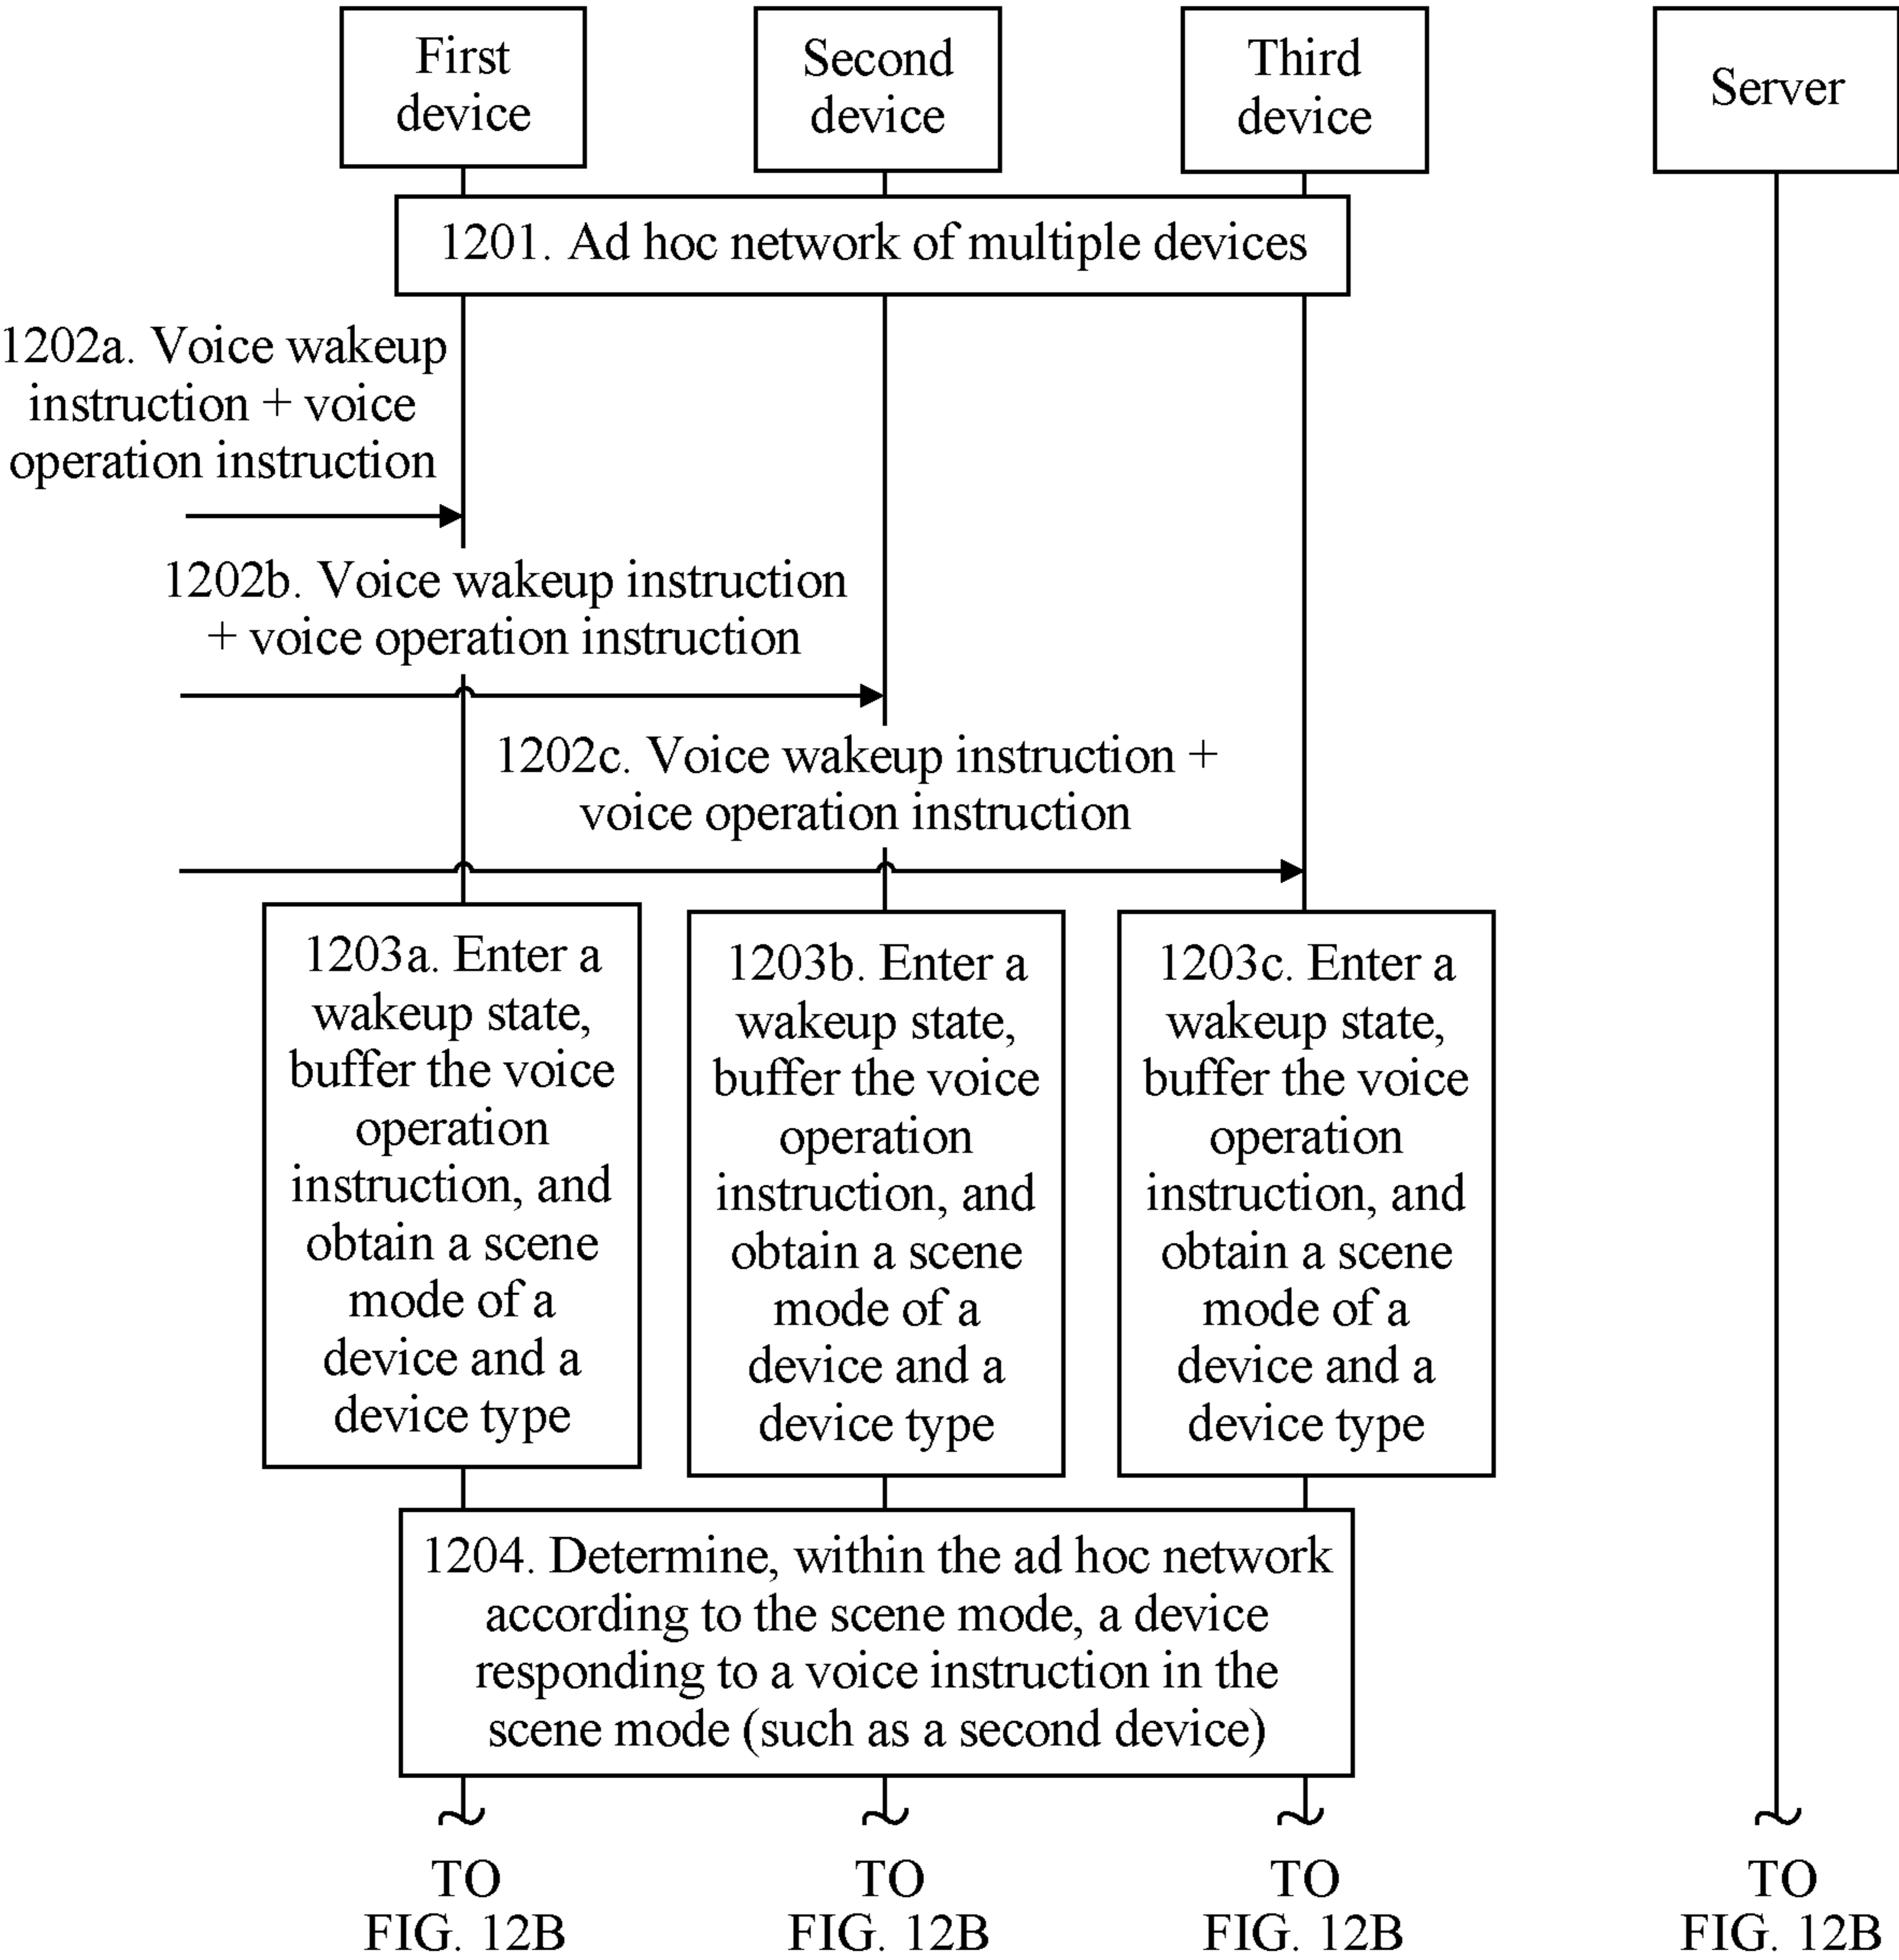 First
device
Second
device
Third
device
Server
1201. Ad hoc network of multiple devices
1202a. Voice wakeup
instruction + voice
operation instruction
1202b. Voice wakeup instruction
+ voice operation instruction
1202c. Voice wakeup instruction +
voice operation instruction
1203a. Enter a
wakeup state,
buffer the voice
operation
instruction, and
obtain a scene
mode of a
device and a
device type
1203b. Enter a
wakeup state,
buffer the voice
operation
instruction, and
obtain a scene
mode of a
device and a
device type
1203c. Enter a
wakeup state,
buffer the voice
operation
instruction, and
obtain a scene
mode of a
device and a
device type
1204. Determine, within the ad hoc network
according to the scene mode, a device
responding to a voice instruction in the
scene mode (such as a second device)
TO
FIG. 12B
TO
FIG. 12B
TO
FIG. 12B
TO
FIG. 12B